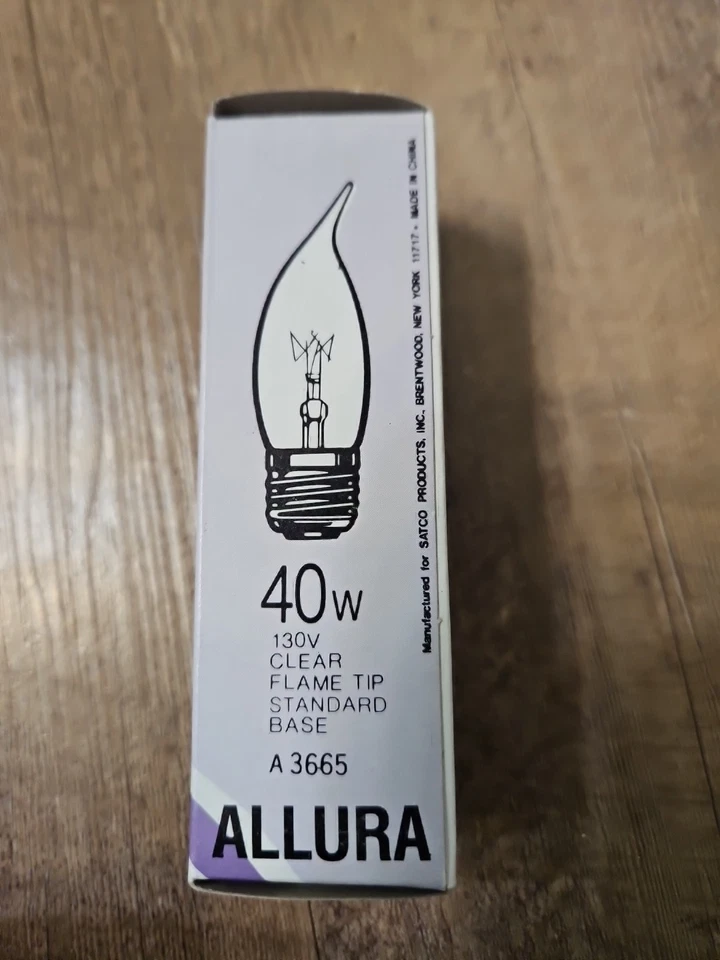 40W
130V
CLEAR
FLAME TIP
STANDARD
BASE
A 3665
ALLURA
Manufactured for SATCO PRODUCTS, INC., BRENTWOOD, NEW YORK 11717. MADE IN CHINA